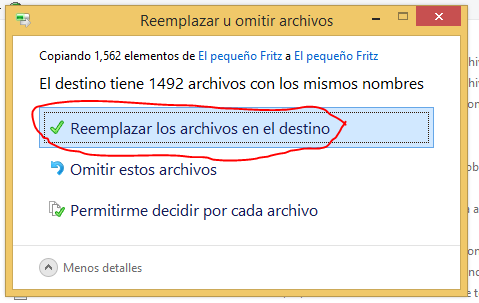 Reemplazar u omitir archivos
Copiando 1,562 elementos de El pequeño Fritz a El pequeño Fritz
El destino tiene 1492 archivos con los mismos nombres
Reemplazar los archivos en el destino
Omitir estos archivos
Permitirme decidir por cada archivo
Menos detalles